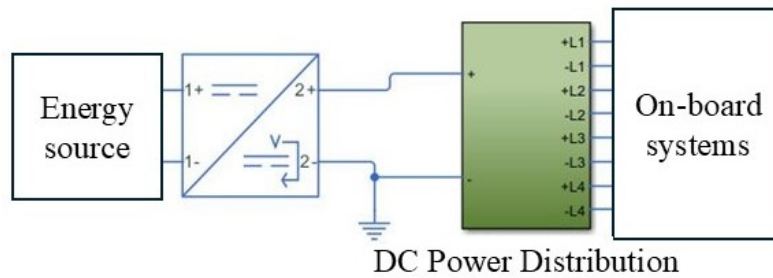 Energy
source
1+
1-
2+
V
2-
+
-
+L1
-L1
+L2
-L2
+L3
-L3
+L4
-L4
On-board
systems
DC Power Distribution